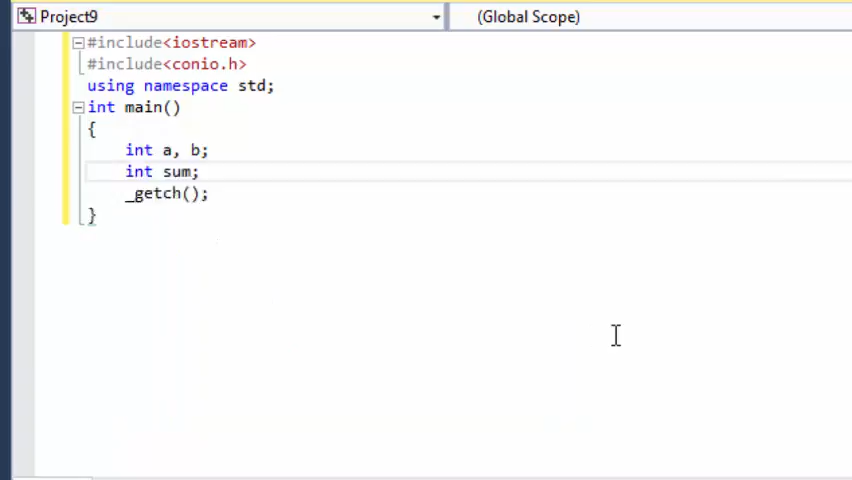 Project9 (Global Scope)
#include<iostream>
#include<conio.h>
using namespace std;
int main()
{
    int a, b;
    int sum;
    _getch();
}